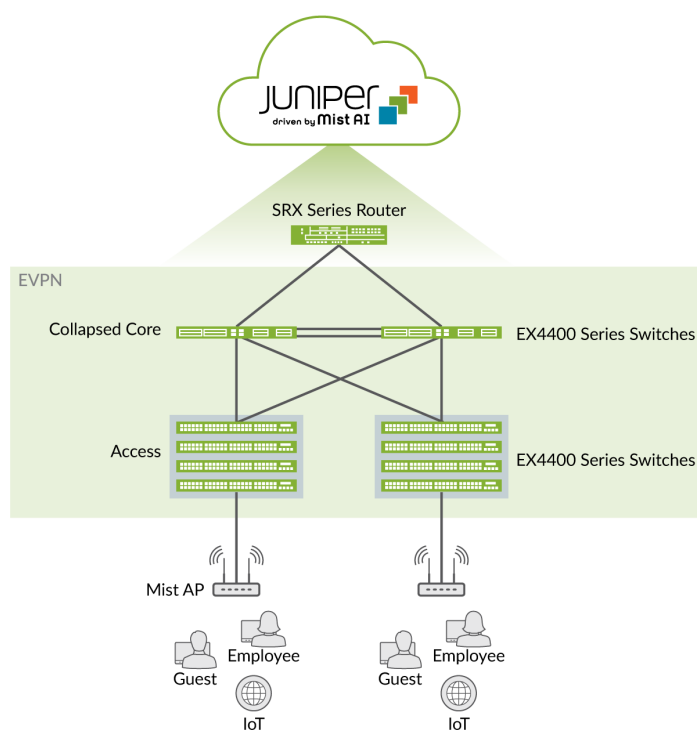 JUNIPEr
driven by Mist AI
SRX Series Router
EVPN
Collapsed Core
EX4400 Series Switches
Access
EX4400 Series Switches
Mist AP
Guest
Employee
Guest
Employee
IoT
IoT